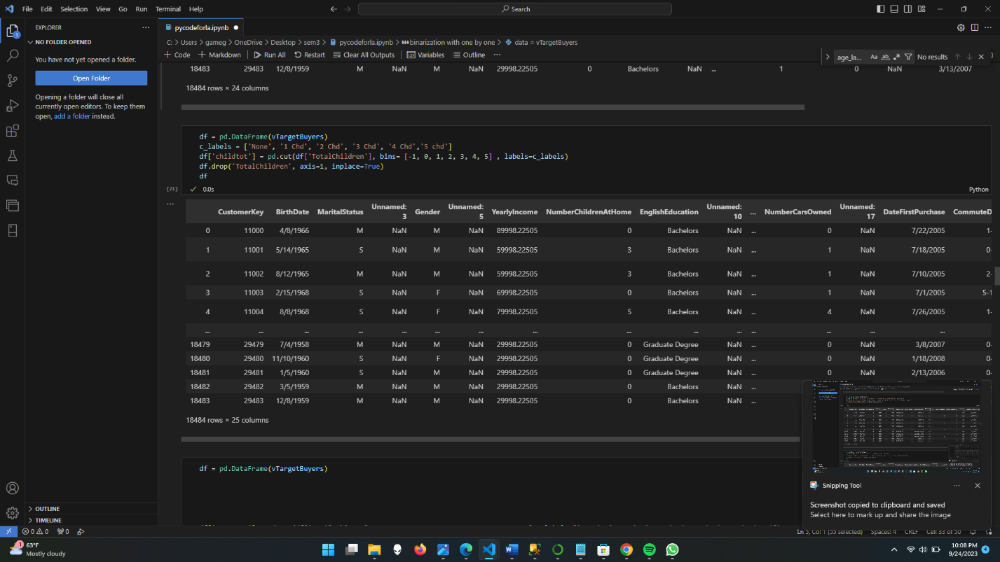 File Edit Selection View Go Run Terminal Help
Search
EXPLORER
NO FOLDER OPENED
You have not yet opened a folder.
Open Folder
Opening a folder will close all
currently open editors. To keep them
open, add a folder instead.
OUTLINE
TIMELINE
pycodeforla.ipynb
C: > Users > gameg > OneDrive > Desktop > sem3 > pycodeforla.ipynb > M↓binarization with one by one > data = vTargetBuyers
+ Code + Markdown Run All Restart Clear All Outputs Variables Outline ...
age_la... Aa ab .* No results
18483 29483 12/8/1959 M NaN M NaN 29998.22505 0 Bachelors NaN ... 1 0 NaN 3/13/2007
18484 rows × 24 columns
df = pd.DataFrame(vTargetBuyers)
c_labels = ['None', '1 Chd', '2 Chd', '3 Chd', '4 Chd','5 chd']
df['childtot'] = pd.cut(df['TotalChildren'], bins= [-1, 0, 1, 2, 3, 4, 5] , labels=c_labels)
df.drop('TotalChildren', axis=1, inplace=True)
df
[21] 0.0s Python
CustomerKey BirthDate MaritalStatus Unnamed: 3 Gender Unnamed: 5 YearlyIncome NumberChildrenAtHome EnglishEducation Unnamed: 10 ... NumberCarsOwned Unnamed: 17 DateFirstPurchase CommuteD
0 11000 4/8/1966 M NaN M NaN 89998.22505 0 Bachelors NaN ... 0 NaN 7/22/2005 1-
1 11001 5/14/1965 S NaN M NaN 59998.22505 3 Bachelors NaN ... 1 NaN 7/18/2005 0-
2 11002 8/12/1965 M NaN M NaN 59998.22505 3 Bachelors NaN ... 1 NaN 7/10/2005 2-
3 11003 2/15/1968 S NaN F NaN 69998.22505 0 Bachelors NaN ... 1 NaN 7/1/2005 5-1
4 11004 8/8/1968 S NaN F NaN 79998.22505 5 Bachelors NaN ... 4 NaN 7/26/2005 1-
... ... ... ... ... ... ... ... ... ... ... ... ... ... ...
18479 29479 7/4/1958 M NaN M NaN 29998.22505 0 Graduate Degree NaN ... 0 NaN 3/8/2007 0-
18480 29480 11/10/1960 S NaN F NaN 29998.22505 0 Graduate Degree NaN ... 0 NaN 1/18/2008 0-
18481 29481 1/5/1960 S NaN M NaN 29998.22505 0 Graduate Degree NaN ... 0 NaN 2/13/2006 0-
18482 29482 3/5/1959 M NaN M NaN 29998.22505 0 Bachelors NaN ...
18483 29483 12/8/1959 M NaN M NaN 29998.22505 0 Bachelors NaN ...
18484 rows × 25 columns
df = pd.DataFrame(vTargetBuyers)
Snipping Tool
Screenshot copied to clipboard and saved
Select here to mark up and share the image
0 0 0 Ln 5, Col 1 (55 selected) Spaces: 4 CRLF Cell 33 of 50
1 63°F
Mostly cloudy
10:08 PM
9/24/2023
4